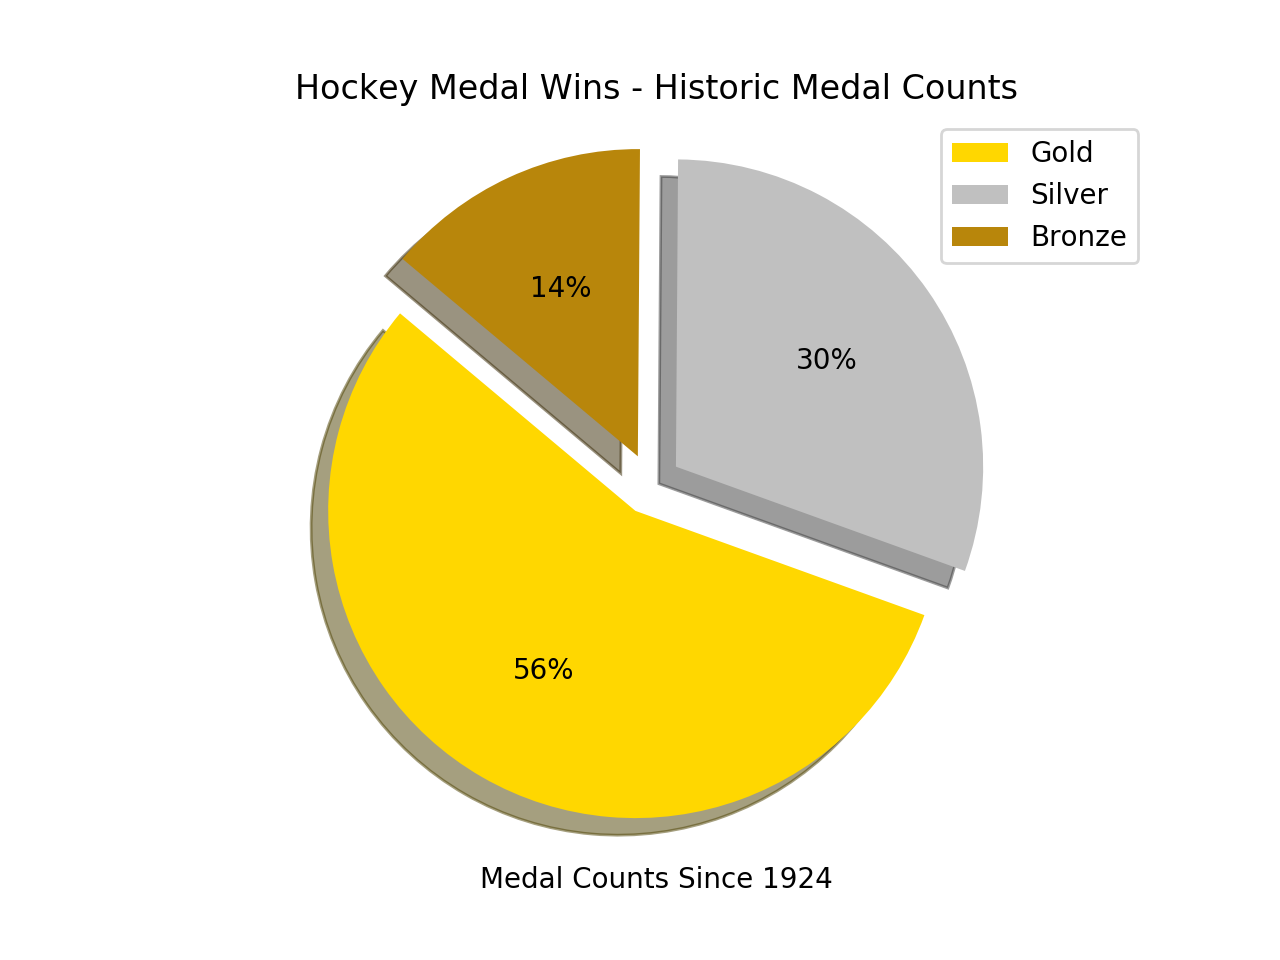 Hockey Medal Wins - Historic Medal Counts
Gold
Silver
Bronze
14%
30%
56%
Medal Counts Since 1924